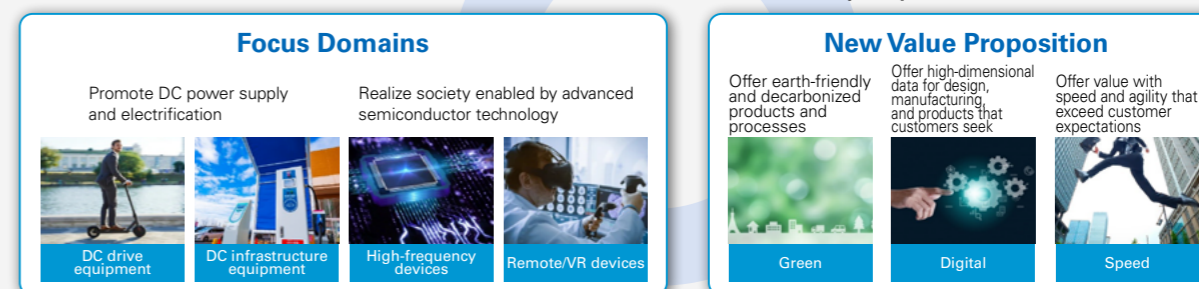 Focus Domains
Promote DC power supply
and electrification
Realize society enabled by advanced
semiconductor technology
DC drive
equipment
DC infrastructure
equipment
High-frequency
devices
Remote/VR devices
New Value Proposition
Offer earth-friendly
and decarbonized
products and
processes
Offer high-dimensional
data for design,
manufacturing,
and products that
customers seek
Offer value with
speed and agility that
exceed customer
expectations
Green
Digital
Speed